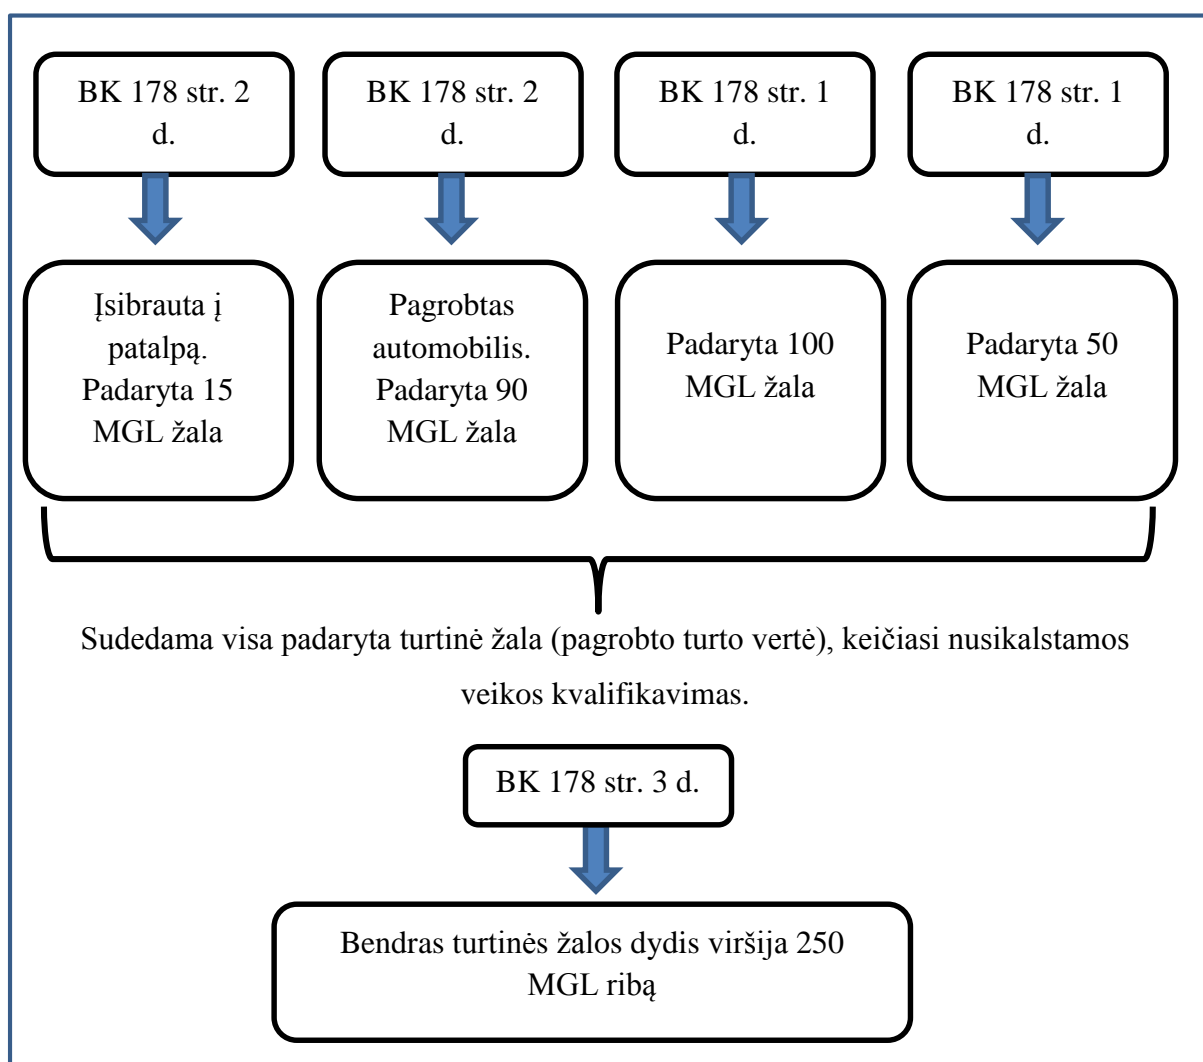 BK 178 str. 2
d.
BK 178 str. 2
d.
BK 178 str. 1
d.
BK 178 str. 1
d.
Įsibrauta į
patalpą.
Padaryta 15
MGL žala
Pagrobtas
automobilis.
Padaryta 90
MGL žala
Padaryta 100
MGL žala
Padaryta 50
MGL žala
Sudedama visa padaryta turtinė žala (pagrobto turto vertė), keičiasi nusikalstamos
veikos kvalifikavimas.
BK 178 str. 3 d.
Bendras turtinės žalos dydis viršija 250
MGL ribą